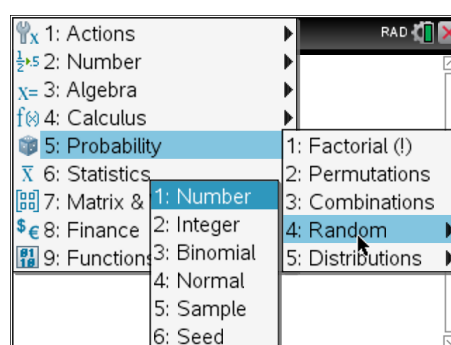 1: Actions
2: Number
3: Algebra
4: Calculus
5: Probability
6: Statistics
7: Matrix &
8: Finance
9: Functions
1: Factorial (!)
2: Permutations
3: Combinations
4: Random
5: Distributions
1: Number
2: Integer
3: Binomial
4: Normal
5: Sample
6: Seed
RAD